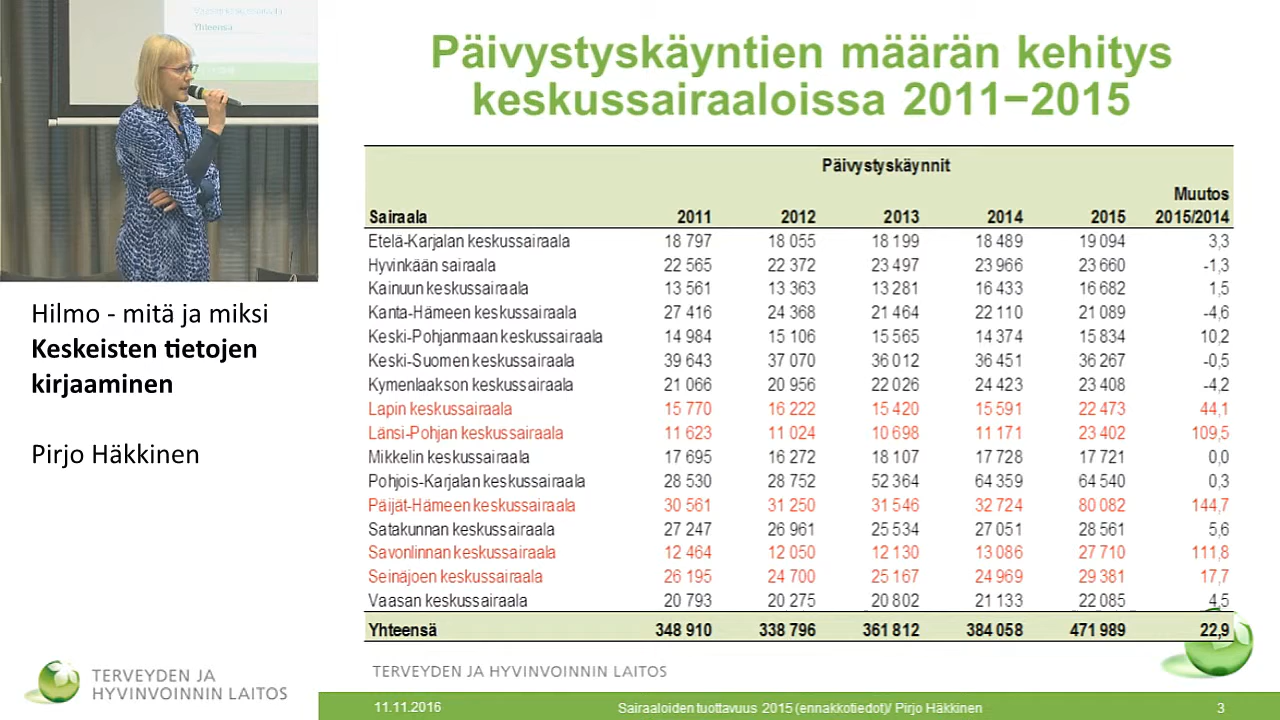 Yhteensä
Hilmo - mitä ja miksi
Keskeisten tietojen
kirjaaminen
Pirjo Häkkinen
TERVEYDEN JA
HYVINVOINNIN LAITOS
Päivystyskäyntien määrän kehitys
keskussairaaloissa 2011−2015
Päivystyskäynnit
Muutos
Sairaala 2011 2012 2013 2014 2015 2015/2014
Etelä-Karjalan keskussairaala 18 797 18 055 18 199 18 489 19 094 3,3
Hyvinkään sairaala 22 565 22 372 23 497 23 966 23 660 -1,3
Kainuun keskussairaala 13 561 13 363 13 281 16 433 16 682 1,5
Kanta-Hämeen keskussairaala 27 416 24 368 21 464 22 110 21 089 -4,6
Keski-Pohjanmaan keskussairaala 14 984 15 106 15 565 14 374 15 834 10,2
Keski-Suomen keskussairaala 39 643 37 070 36 012 36 451 36 267 -0,5
Kymenlaakson keskussairaala 21 066 20 956 22 026 24 423 23 408 -4,2
Lapin keskussairaala 15 770 16 222 15 420 15 591 22 473 44,1
Länsi-Pohjan keskussairaala 11 623 11 024 10 698 11 171 23 402 109,5
Mikkelin keskussairaala 17 695 16 272 18 107 17 728 17 721 0,0
Pohjois-Karjalan keskussairaala 28 530 28 752 52 364 64 359 64 540 0,3
Päijät-Hämeen keskussairaala 30 561 31 250 31 546 32 724 80 082 144,7
Satakunnan keskussairaala 27 247 26 961 25 534 27 051 28 561 5,6
Savonlinnan keskussairaala 12 464 12 050 12 130 13 086 27 710 111,8
Seinäjoen keskussairaala 26 195 24 700 25 167 24 969 29 381 17,7
Vaasan keskussairaala 20 793 20 275 20 802 21 133 22 085 4,5
Yhteensä 348 910 338 796 361 812 384 058 471 989 22,9
TERVEYDEN JA HYVINVOINNIN LAITOS
11.11.2016 Sairaaloiden tuottavuus 2015 (ennakkotiedot)/ Pirjo Häkkinen 3